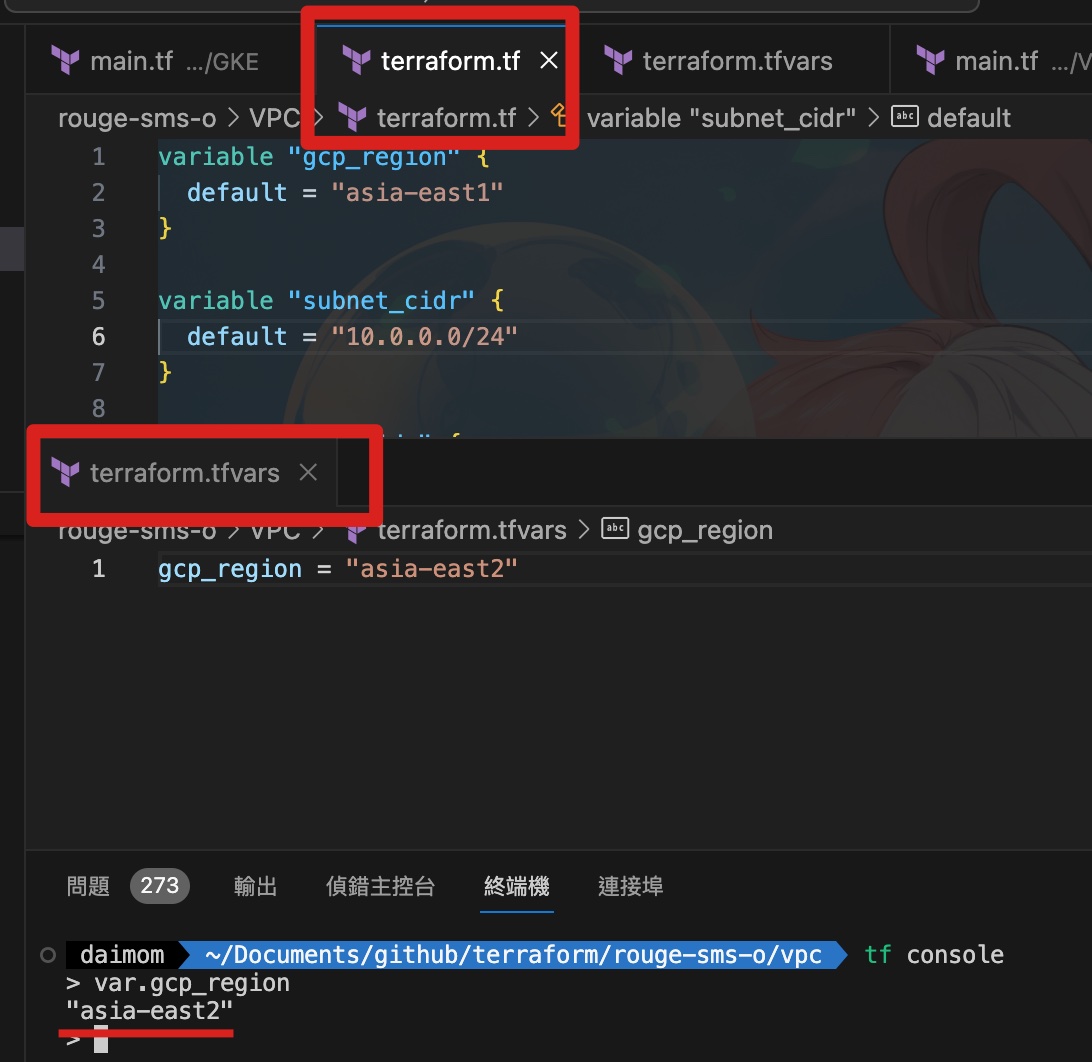 main.tf .../GKE
terraform.tf
terraform.tfvars
main.tf
rouge-sms-o > VPC > terraform.tf > variable "subnet_cidr" > abc default
1 variable "gcp_region" {
2 default = "asia-east1"
3 }
4
5 variable "subnet_cidr" {
6 default = "10.0.0.0/24"
7 }
8
terraform.tfvars
rouge-sms-o > VPC > terraform.tfvars > abc gcp_region
1 gcp_region = "asia-east2"
問題 273 輸出 偵錯主控台 終端機 連接埠
daimom ~/Documents/github/terraform/rouge-sms-o/vpc tf console
> var.gcp_region
"asia-east2"
>